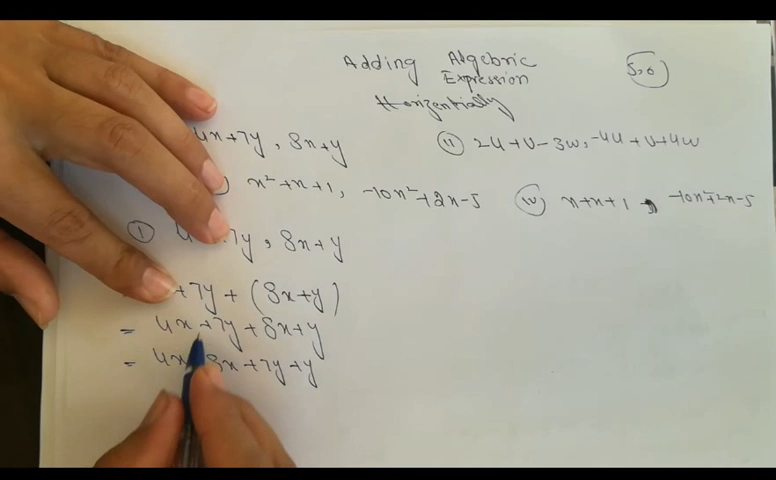 Adding Algebric
Expression
Horizentially
5.6
4x+7y, 8x+y
(ii) 2u+v-3w, -4u+v+4w
x²+x+1, -10x²+2x-5
(iv) x+x+1, -10x²+2x-5
(i) 7y, 8x+y
+7y+(8x+y)
= 4x+7y+8x+y
= 4x 8x+7y+y